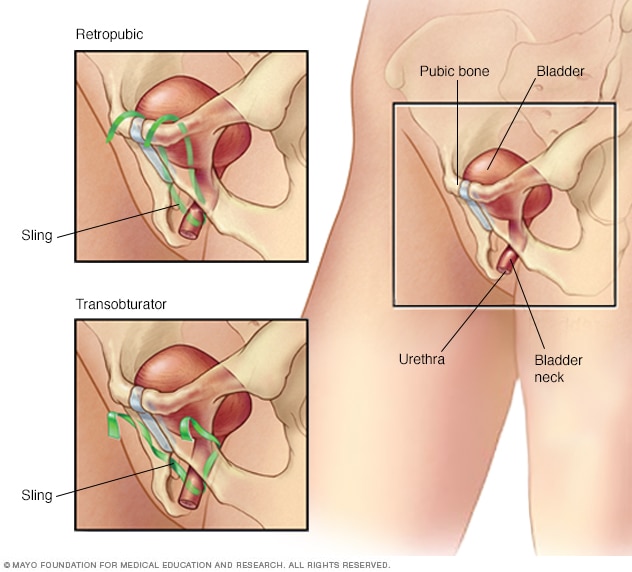 Retropubic
Pubic bone
Bladder
Sling
Transobturator
Urethra
Bladder
neck
Sling
© MAYO FOUNDATION FOR MEDICAL EDUCATION AND RESEARCH. ALL RIGHTS RESERVED.